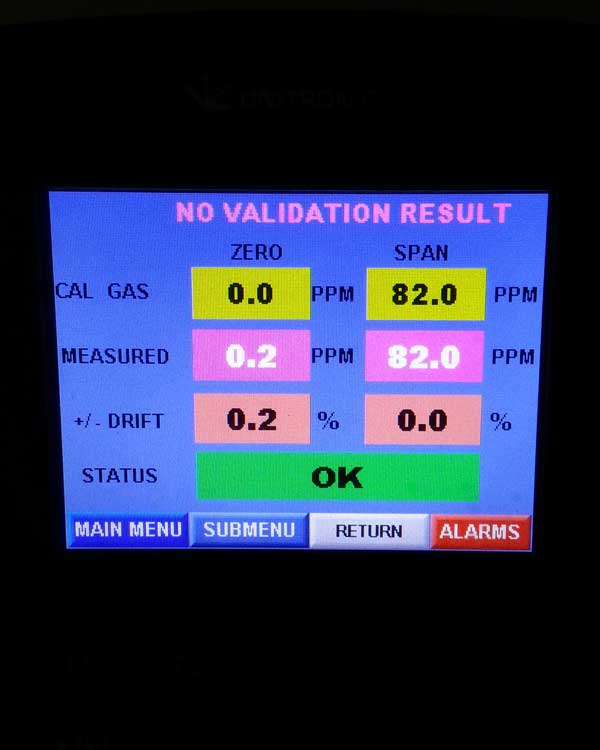 NO VALIDATION RESULT
ZERO SPAN
CAL GAS 0.0 PPM 82.0 PPM
MEASURED 0.2 PPM 82.0 PPM
+/- DRIFT 0.2 % 0.0 %
STATUS OK
MAIN MENU SUBMENU RETURN ALARMS